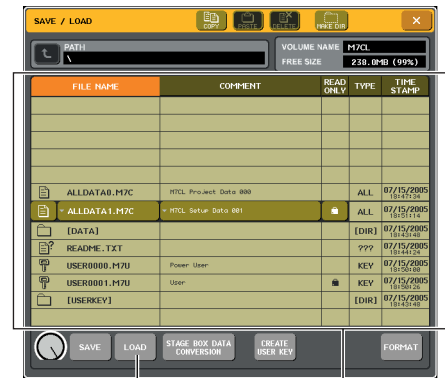 SAVE / LOAD COPY PASTE DELETE MAKE DIR
PATH VOLUME NAME M7CL
\ FREE SIZE 238.0MB (99%)
FILE NAME COMMENT READ ONLY TYPE TIME STAMP
ALLDATA0.M7C M7CL Project Data 000 ALL 07/15/2005 18:47:34
ALLDATA1.M7C M7CL Setup Data 001 ALL 07/15/2005 18:51:14
[DATA] [DIR] 07/15/2005 18:43:48
README.TXT ??? 07/15/2005 18:44:24
USER0000.M7U Power User KEY 07/15/2005 18:50:08
USER0001.M7U User KEY 07/15/2005 18:50:26
[USERKEY] [DIR] 07/15/2005 18:43:48
SAVE LOAD STAGE BOX DATA CONVERSION CREATE USER KEY FORMAT